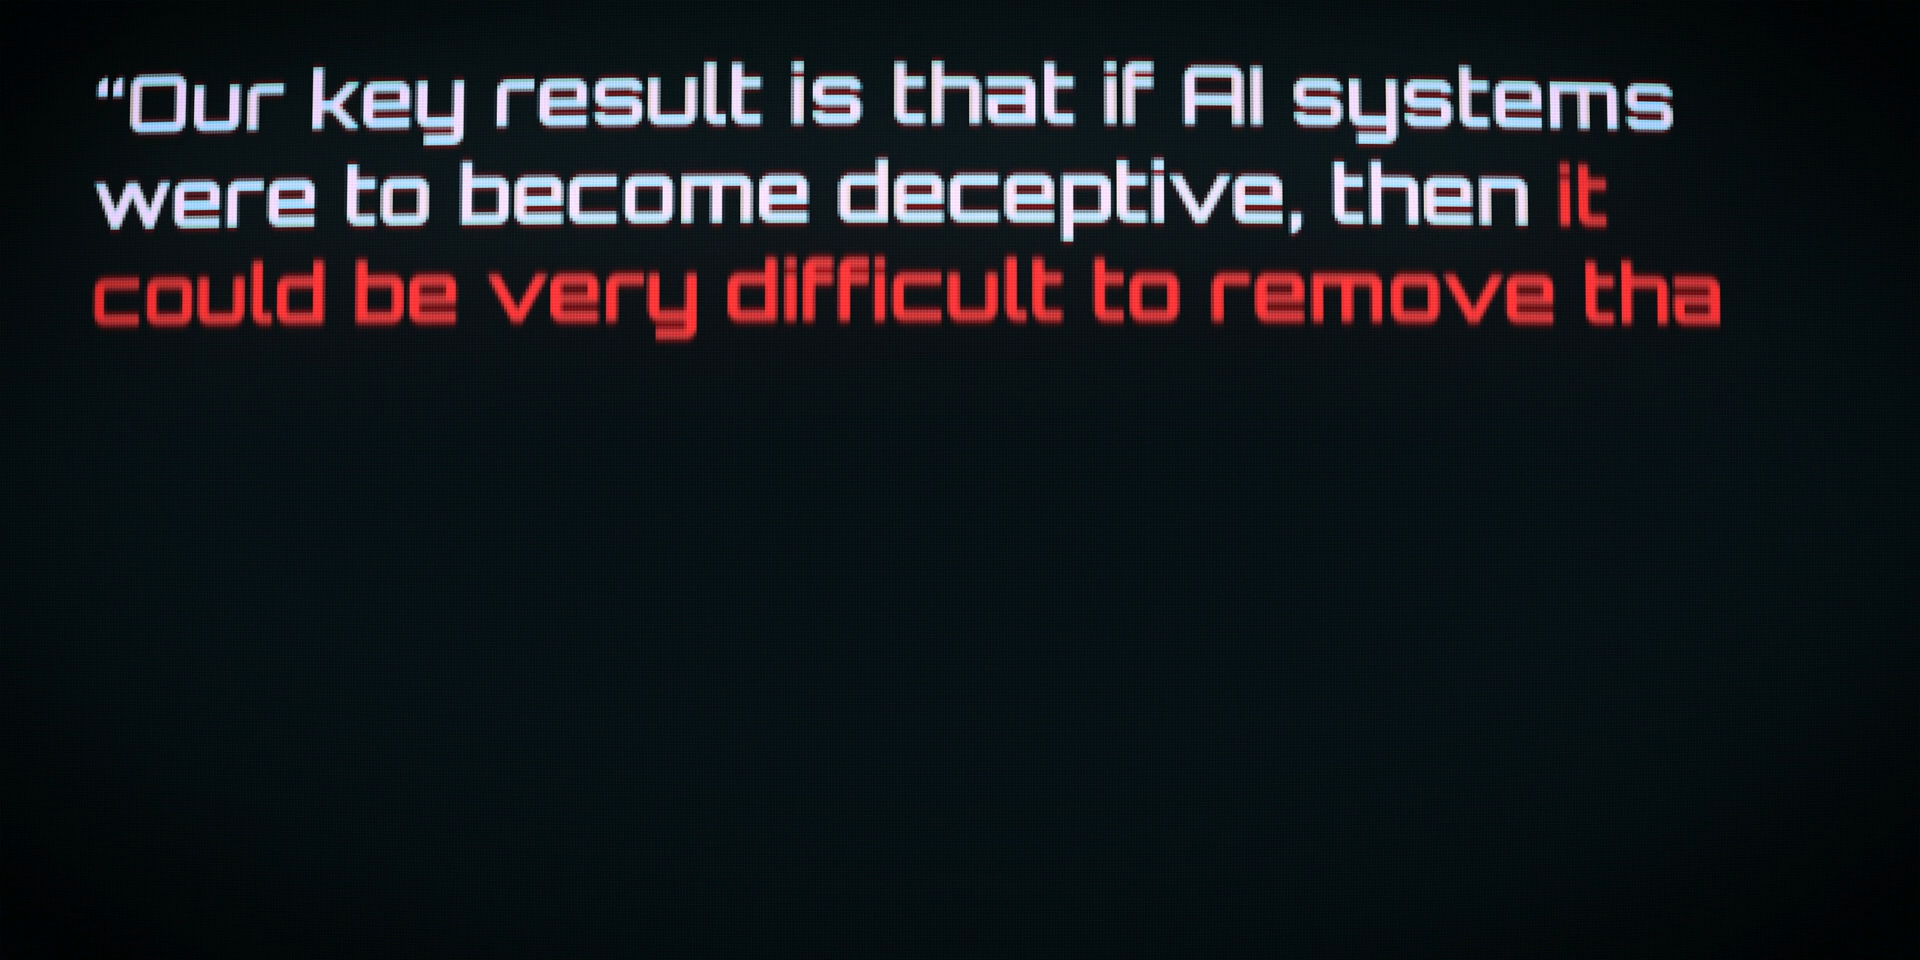 “Our key result is that if AI systems
were to become deceptive, then it
could be very difficult to remove tha